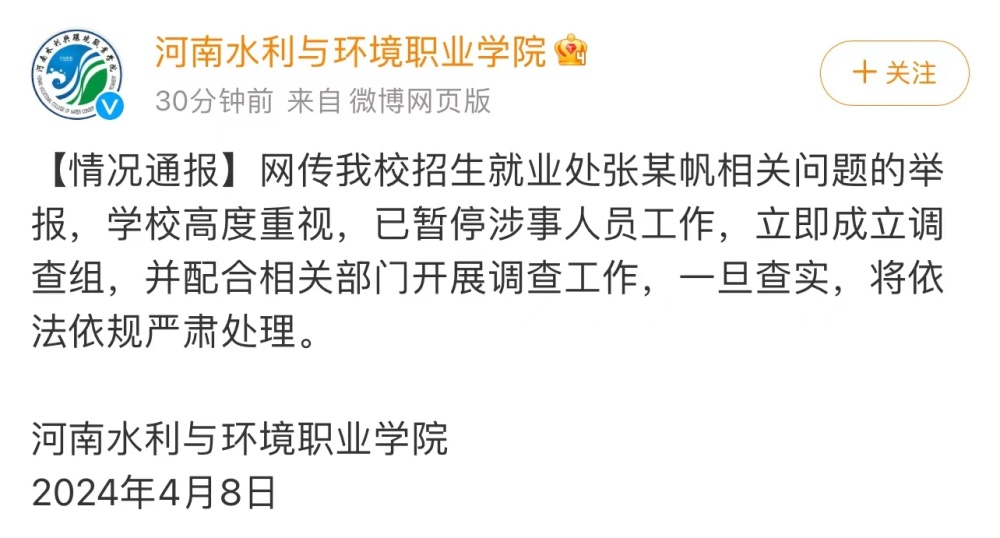 河南水利与环境职业学院
30分钟前 来自 微博网页版
+ 关注
【情况通报】网传我校招生就业处张某帆相关问题的举
报，学校高度重视，已暂停涉事人员工作，立即成立调
查组，并配合相关部门开展调查工作，一旦查实，将依
法依规严肃处理。
河南水利与环境职业学院
2024年4月8日